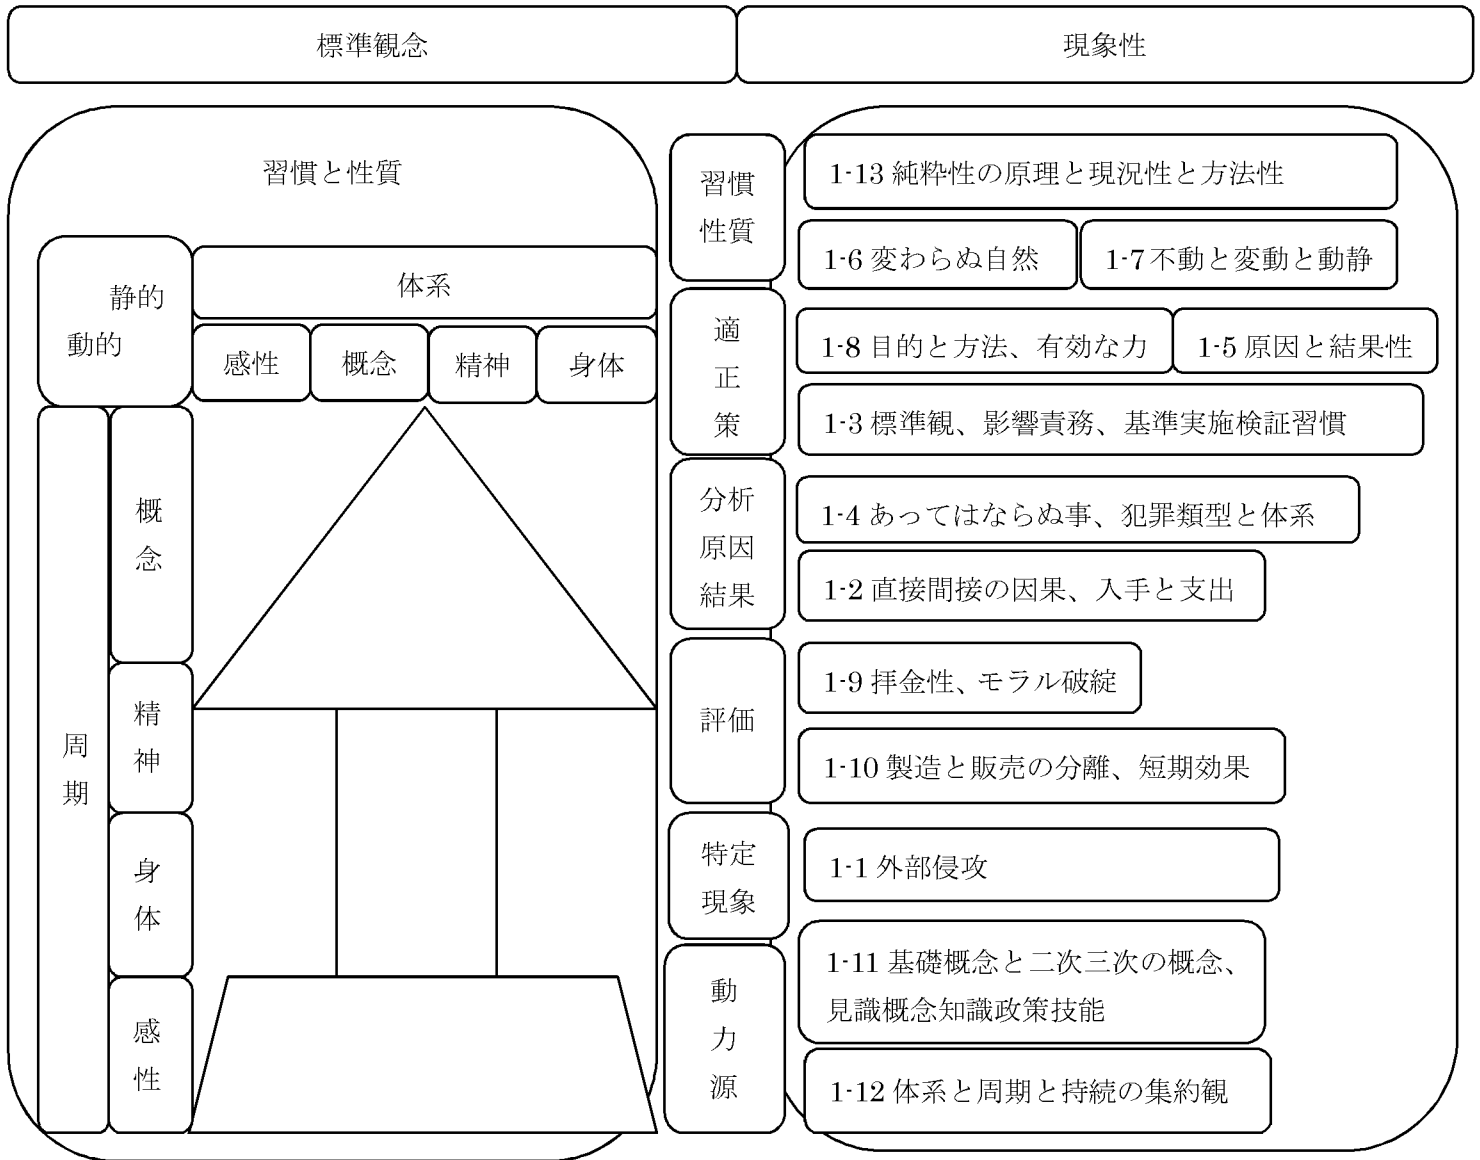 標準観念
現象性
習慣と性質
静的
動的
体系
感性
概念
精神
身体
周期
概念
精神
身体
感性
習慣
性質
1-13 純粋性の原理と現況性と方法性
1-6 変わらぬ自然
1-7 不動と変動と動静
適正策
1-8 目的と方法、有効な力
1-5 原因と結果性
1-3 標準観、影響責務、基準実施検証習慣
分析
原因
結果
1-4 あってはならぬ事、犯罪類型と体系
1-2 直接間接の因果、入手と支出
評価
1-9 拝金性、モラル破綻
1-10 製造と販売の分離、短期効果
特定
現象
1-1 外部侵攻
動力源
1-11 基礎概念と二次三次の概念、
見識概念知識政策技能
1-12 体系と周期と持続の集約観